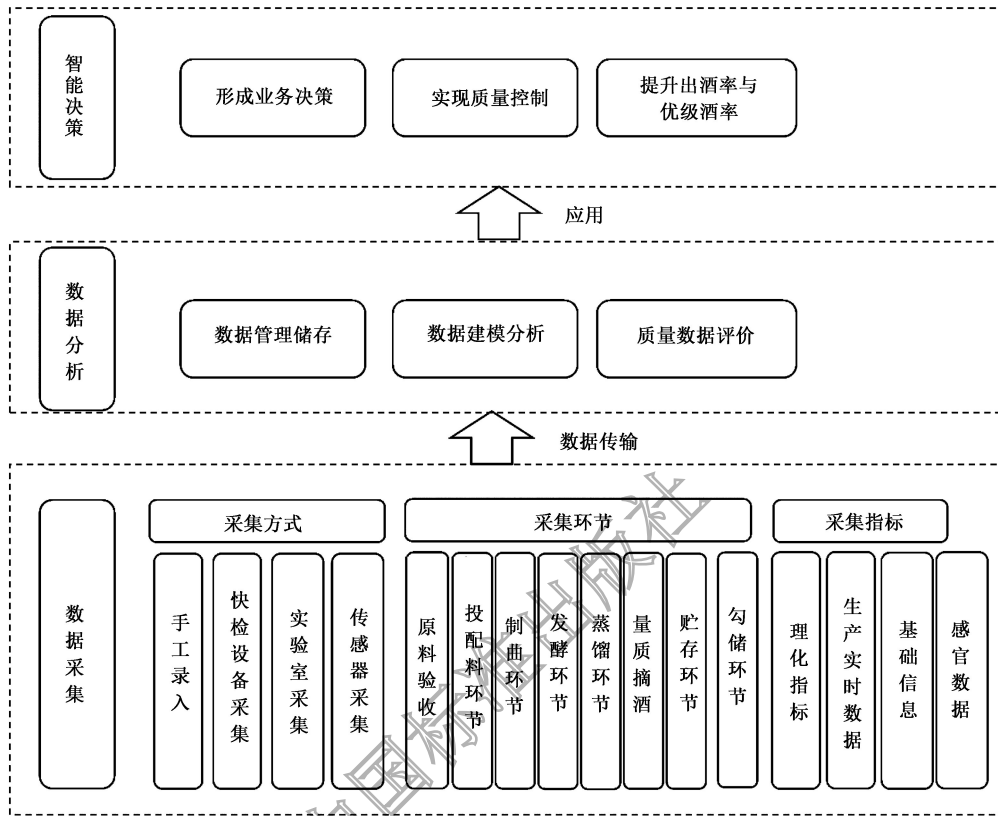 智能决策
形成业务决策
实现质量控制
提升出酒率与
优级酒率
应用
数据分析
数据管理储存
数据建模分析
质量数据评价
数据传输
数据采集
采集方式
采集环节
采集指标
手工录入
快检设备采集
实验室采集
传感器采集
原料验收
投配料环节
制曲环节
发酵环节
蒸馏环节
量质摘酒
贮存环节
勾储环节
理化指标
生产实时数据
基础信息
感官数据
中国标准出版社